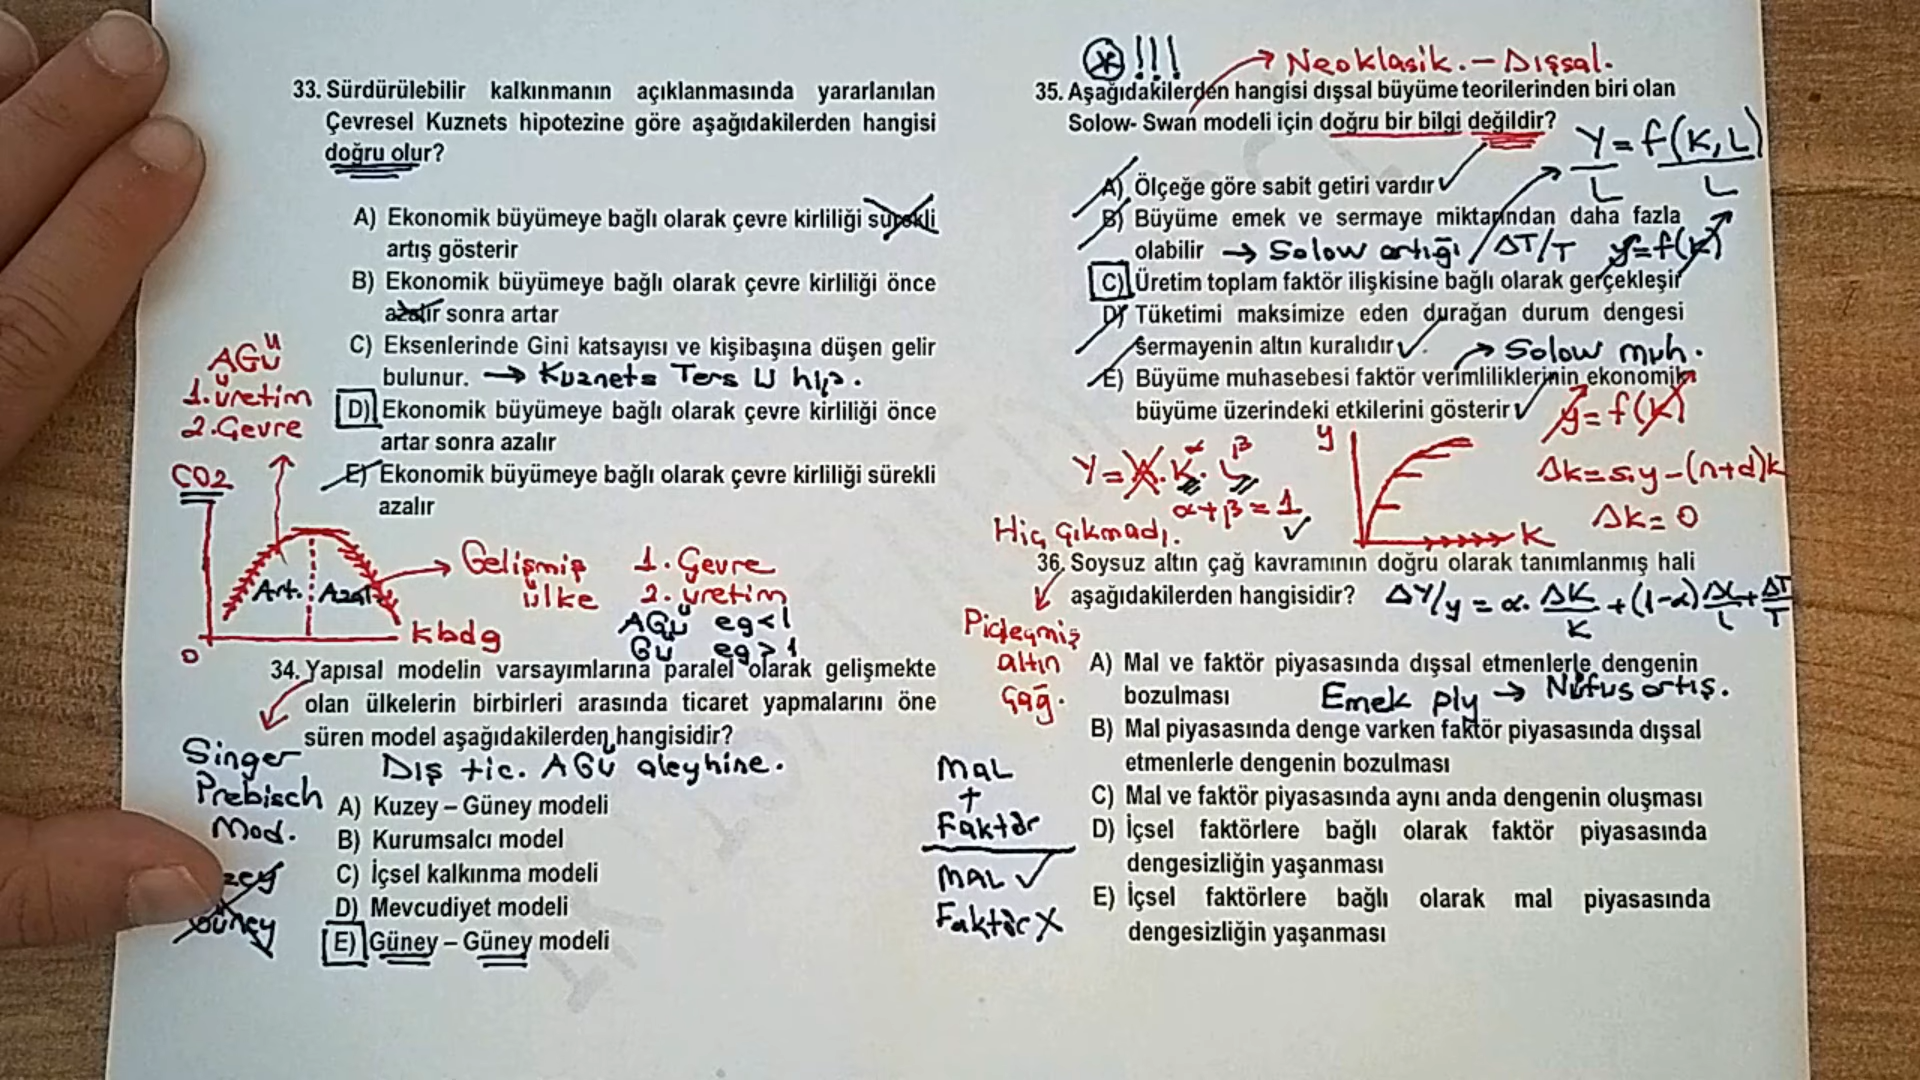 33. Sürdürülebilir kalkınmanın açıklanmasında yararlanılan
Çevresel Kuznets hipotezine göre aşağıdakilerden hangisi
doğru olur?
A) Ekonomik büyümeye bağlı olarak çevre kirliliği sürekli
artış gösterir
B) Ekonomik büyümeye bağlı olarak çevre kirliliği önce
azalır sonra artar
C) Eksenlerinde Gini katsayısı ve kişibaşına düşen gelir
bulunur. → Kuznets Ters U hip.
D) Ekonomik büyümeye bağlı olarak çevre kirliliği önce
artar sonra azalır
E) Ekonomik büyümeye bağlı olarak çevre kirliliği sürekli
azalır
AGÜ
1. üretim
2. Çevre
CO2
Art. Azal
0
kbdg
Gelişmiş
ülke
1. Çevre
2. üretim
AGÜ eg<1
GÜ eg>1
34. Yapısal modelin varsayımlarına paralel olarak gelişmekte
olan ülkelerin birbirleri arasında ticaret yapmalarını öne
süren model aşağıdakilerden hangisidir?
Singer
Prebisch
Mod.
Dış tic. AGÜ aleyhine.
A) Kuzey – Güney modeli
B) Kurumsalcı model
C) İçsel kalkınma modeli
D) Mevcudiyet modeli
E) Güney – Güney modeli
Güney
!!! → Neoklasik. – Dışsal.
35. Aşağıdakilerden hangisi dışsal büyüme teorilerinden biri olan
Solow- Swan modeli için doğru bir bilgi değildir?
Y = f(K, L)
L L
A) Ölçeğe göre sabit getiri vardır ✓
B) Büyüme emek ve sermaye miktarından daha fazla
olabilir → Solow artığı / ΔT/T y=f(k)
C) Üretim toplam faktör ilişkisine bağlı olarak gerçekleşir
D) Tüketimi maksimize eden durağan durum dengesi
sermayenin altın kuralıdır ✓. → Solow muh.
E) Büyüme muhasebesi faktör verimliliklerinin ekonomik
büyüme üzerindeki etkilerini gösterir ✓
y=f(k)
Y=A.K^α.L^β
α+β=1 ✓
y
k
Δk=s.y-(n+d)k
Δk=0
Hiç çıkmadı.
36. Soysuz altın çağ kavramının doğru olarak tanımlanmış hali
aşağıdakilerden hangisidir? ΔY/y = α. ΔK/K + (1-α) ΔL/L + ΔT/T
Piçleşmiş
altın
çağ.
A) Mal ve faktör piyasasında dışsal etmenlerle dengenin
bozulması
Emek piy → Nüfus artış.
B) Mal piyasasında denge varken faktör piyasasında dışsal
etmenlerle dengenin bozulması
C) Mal ve faktör piyasasında aynı anda dengenin oluşması
D) İçsel faktörlere bağlı olarak faktör piyasasında
dengesizliğin yaşanması
E) İçsel faktörlere bağlı olarak mal piyasasında
dengesizliğin yaşanması
Mal
+
Faktör
Mal ✓
Faktör X